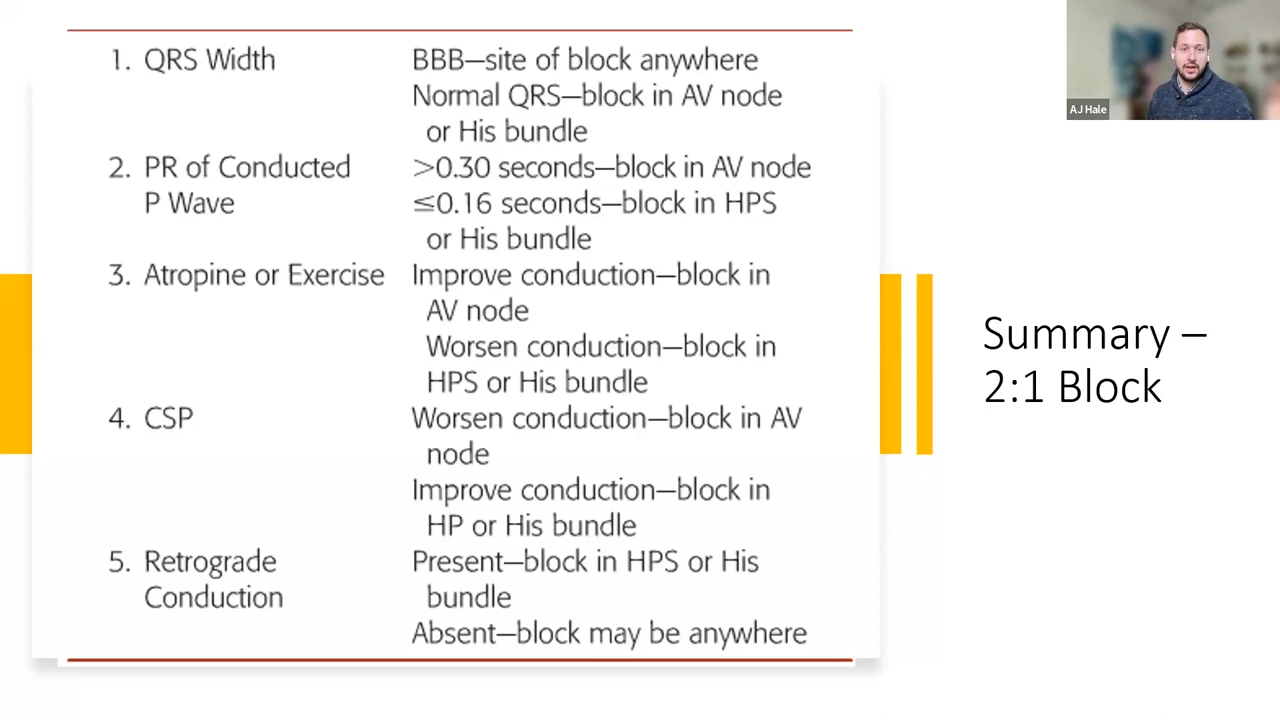 1. QRS Width BBB—site of block anywhere
Normal QRS—block in AV node
or His bundle
2. PR of Conducted >0.30 seconds—block in AV node
P Wave ≤0.16 seconds—block in HPS
or His bundle
3. Atropine or Exercise Improve conduction—block in
AV node
Worsen conduction—block in
HPS or His bundle
4. CSP Worsen conduction—block in AV
node
Improve conduction—block in
HP or His bundle
5. Retrograde Present—block in HPS or His
Conduction bundle
Absent—block may be anywhere
Summary –
2:1 Block
AJ Hale